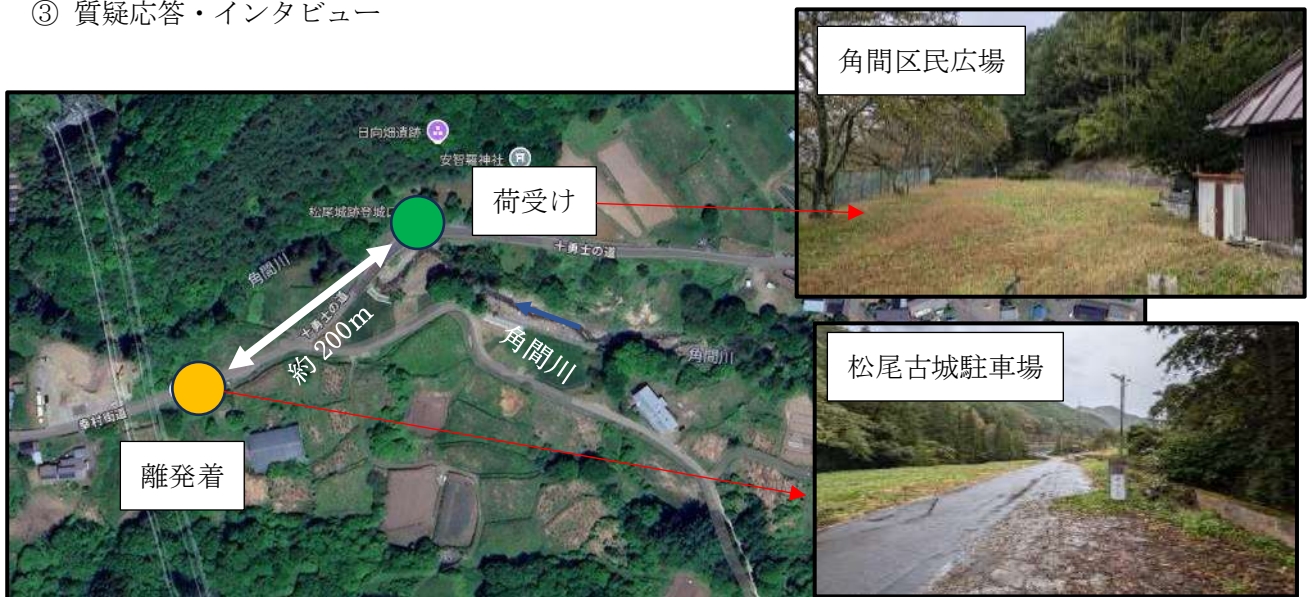 ③ 質疑応答・インタビュー
角間区民広場
日向畑遺跡
安智羅神社
荷受け
松尾城跡登城口
十勇士の道
角間川
十勇士の道
約 200m
角間川
角間川
松尾古城駐車場
幸村街道
離発着